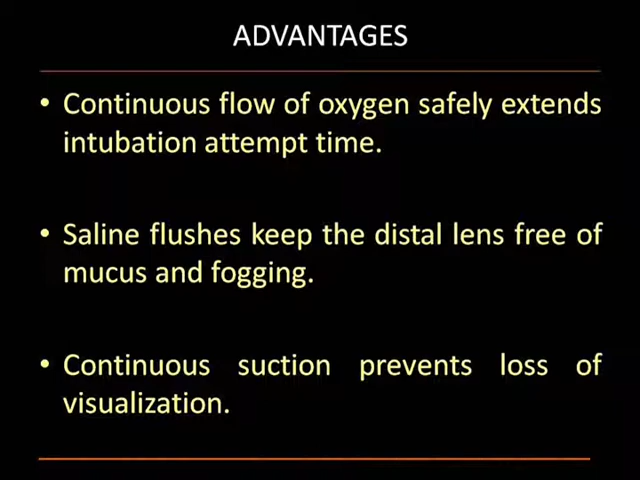 ADVANTAGES
• Continuous flow of oxygen safely extends
intubation attempt time.
• Saline flushes keep the distal lens free of
mucus and fogging.
• Continuous suction prevents loss of
visualization.